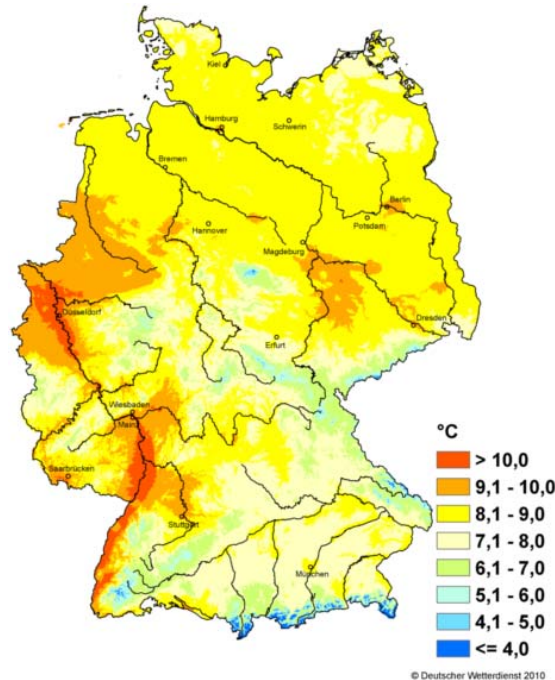 Kiel
Hamburg
Schwerin
Bremen
Berlin
Potsdam
Hannover
Magdeburg
Düsseldorf
Dresden
Erfurt
Wiesbaden
Mainz
Saarbrücken
Stuttgart
München
°C
> 10,0
9,1 - 10,0
8,1 - 9,0
7,1 - 8,0
6,1 - 7,0
5,1 - 6,0
4,1 - 5,0
<= 4,0
© Deutscher Wetterdienst 2010